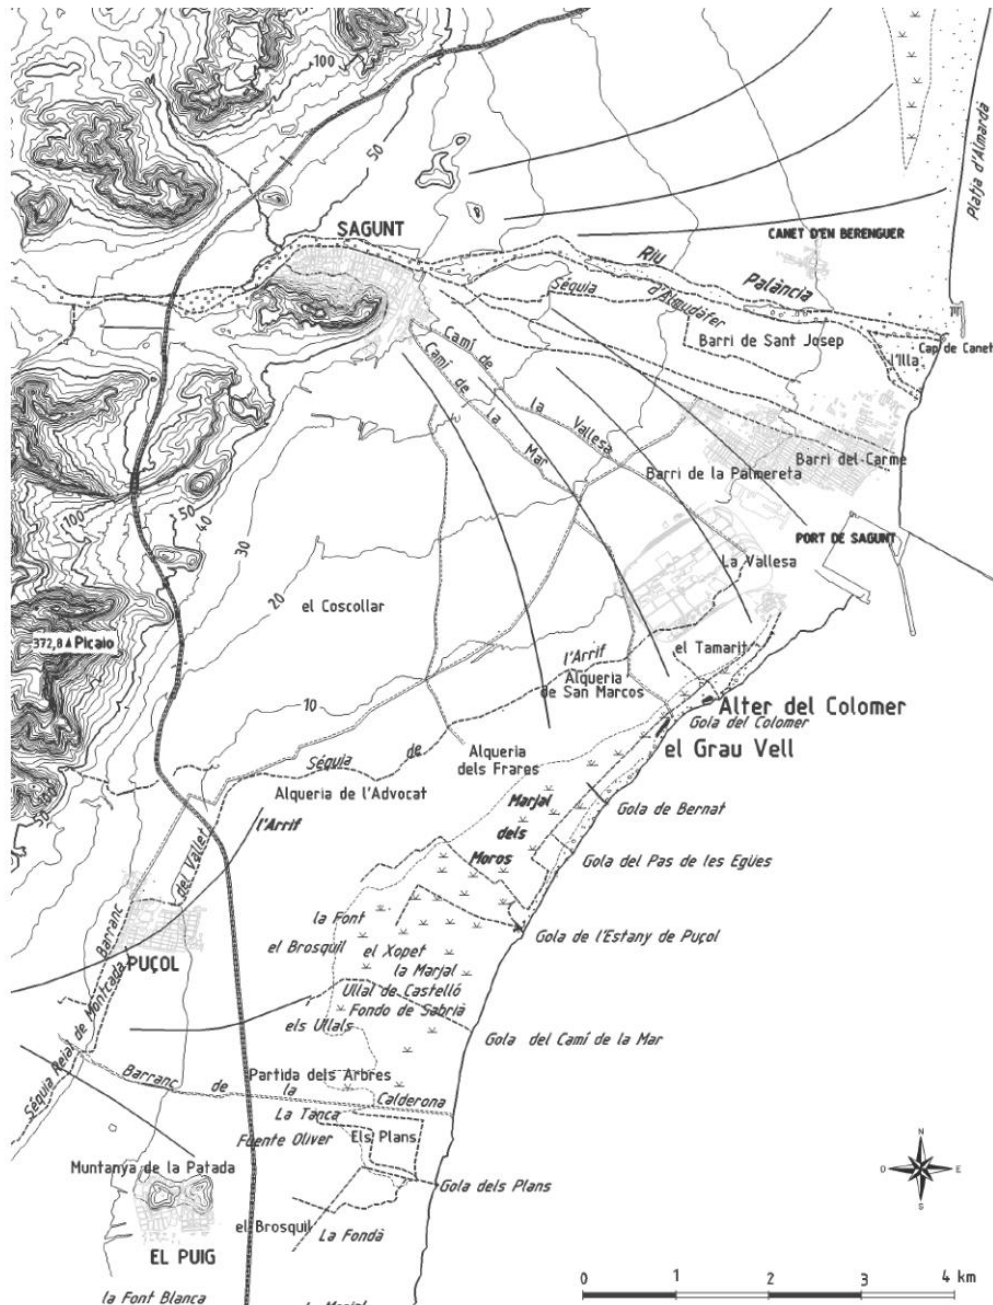 100
50
SAGUNT
Platja d'Almardà
CANET D'EN BERENGUER
Riu
Palància
Séquia
d'Aigudàfer
Barri de Sant Josep
Cap de Canet
l'Illa
Camí de
la Vallesa
Camí de
la Mar
Barri del Carme
Barri de la Palmereta
100
50
40
30
20
10
PORT DE SAGUNT
La Vallesa
el Coscollar
372,8 Picaio
l'Arrif
el Tamarit
Alqueria
de San Marcos
Alter del Colomer
Gola del Colomer
el Grau Vell
Séquia
de
Alqueria
dels Frares
Alqueria de l'Advocat
l'Arrif
100
50
Marjal
dels
Moros
Gola de Bernat
Gola del Pas de les Egües
Barranc
del Vallet
la Font
el Brosquil
el Xopet
la Marjal
Gola de l'Estany de Puçol
PUÇOL
Ullal de Castelló
Fondo de Sabrià
els Ullals
Gola del Camí de la Mar
Séquia Reial de Montcada
Barranc
de
la
Calderona
Partida dels Arbres
La Tanca
Fuente Oliver
Els Plans
Muntanya de la Patada
Gola dels Plans
el Brosquil
La Fondà
EL PUIG
la Font Blanca
la Marjal
N
O
E
S
0
1
2
3
4 km